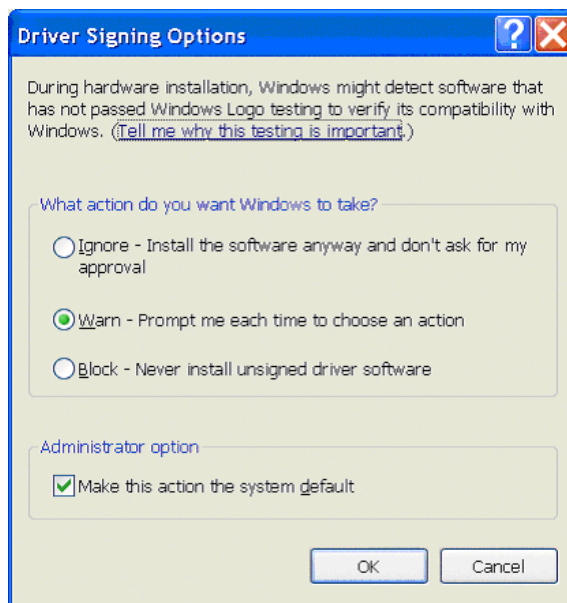 Driver Signing Options
During hardware installation, Windows might detect software that
has not passed Windows Logo testing to verify its compatibility with
Windows. (Tell me why this testing is important.)
What action do you want Windows to take?
Ignore - Install the software anyway and don't ask for my
approval
Warn - Prompt me each time to choose an action
Block - Never install unsigned driver software
Administrator option
Make this action the system default
OK Cancel